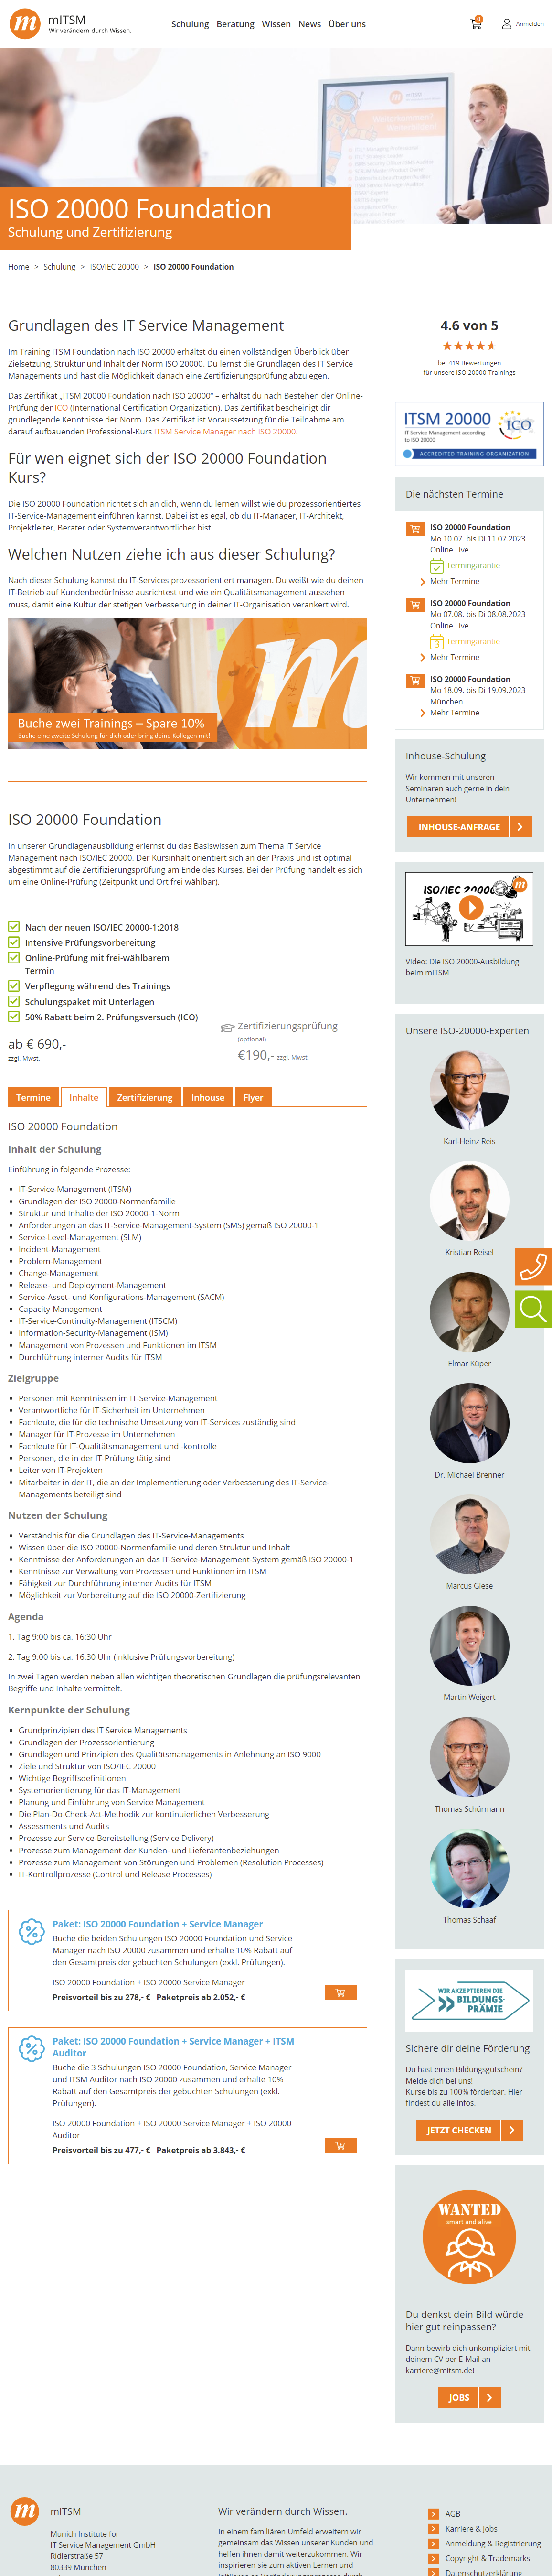 mITSM
Wir verändern durch Wissen.
Schulung Beratung Wissen News Über uns
0
Anmelden
mITSM
ISO 20000 Foundation
Schulung und Zertifizierung
Home > Schulung > ISO/IEC 20000 > ISO 20000 Foundation
Grundlagen des IT Service Management
Im Training ITSM Foundation nach ISO 20000 erhältst du einen vollständigen Überblick über
Zielsetzung, Struktur und Inhalt der Norm ISO 20000. Du lernst die Grundlagen des IT Service
Managements und hast die Möglichkeit danach eine Zertifizierungsprüfung abzulegen.
Das Zertifikat „ITSM 20000 Foundation nach ISO 20000“ – erhältst du nach Bestehen der Online-
Prüfung der ICO (International Certification Organization). Das Zertifikat bescheinigt dir
grundlegende Kenntnisse der Norm. Das Zertifikat ist Voraussetzung für die Teilnahme am
darauf aufbauenden Professional-Kurs ITSM Service Manager nach ISO 20000.
Für wen eignet sich der ISO 20000 Foundation
Kurs?
Die ISO 20000 Foundation richtet sich an dich, wenn du lernen willst wie du prozessorientiertes
IT-Service-Management einführen kannst. Dabei ist es egal, ob du IT-Manager, IT-Architekt,
Projektleiter, Berater oder Systemverantwortlicher bist.
Welchen Nutzen ziehe ich aus dieser Schulung?
Nach dieser Schulung kannst du IT-Services prozessorientiert managen. Du weißt wie du deinen
IT-Betrieb auf Kundenbedürfnisse ausrichtest und wie ein Qualitätsmanagement aussehen
muss, damit eine Kultur der stetigen Verbesserung in deiner IT-Organisation verankert wird.
Buche zwei Trainings – Spare 10%
Buche eine zweite Schulung für dich oder bring deine Kollegen mit!
ISO 20000 Foundation
In unserer Grundlagenausbildung erlernst du das Basiswissen zum Thema IT Service
Management nach ISO/IEC 20000. Der Kursinhalt orientiert sich an der Praxis und ist optimal
abgestimmt auf die Zertifizierungsprüfung am Ende des Kurses. Bei der Prüfung handelt es sich
um eine Online-Prüfung (Zeitpunkt und Ort frei wählbar).
Nach der neuen ISO/IEC 20000-1:2018
Intensive Prüfungsvorbereitung
Online-Prüfung mit frei-wählbarem
Termin
Verpflegung während des Trainings
Schulungspaket mit Unterlagen
50% Rabatt beim 2. Prüfungsversuch (ICO)
ab € 690,-
zzgl. Mwst.
Zertifizierungsprüfung
(optional)
€190,- zzgl. Mwst.
Termine Inhalte Zertifizierung Inhouse Flyer
ISO 20000 Foundation
Inhalt der Schulung
Einführung in folgende Prozesse:
IT-Service-Management (ITSM)
Grundlagen der ISO 20000-Normenfamilie
Struktur und Inhalte der ISO 20000-1-Norm
Anforderungen an das IT-Service-Management-System (SMS) gemäß ISO 20000-1
Service-Level-Management (SLM)
Incident-Management
Problem-Management
Change-Management
Release- und Deployment-Management
Service-Asset- und Konfigurations-Management (SACM)
Capacity-Management
IT-Service-Continuity-Management (ITSCM)
Information-Security-Management (ISM)
Management von Prozessen und Funktionen im ITSM
Durchführung interner Audits für ITSM
Zielgruppe
Personen mit Kenntnissen im IT-Service-Management
Verantwortliche für IT-Sicherheit im Unternehmen
Fachleute, die für die technische Umsetzung von IT-Services zuständig sind
Manager für IT-Prozesse im Unternehmen
Fachleute für IT-Qualitätsmanagement und -kontrolle
Personen, die in der IT-Prüfung tätig sind
Leiter von IT-Projekten
Mitarbeiter in der IT, die an der Implementierung oder Verbesserung des IT-Service-
Managements beteiligt sind
Nutzen der Schulung
Verständnis für die Grundlagen des IT-Service-Managements
Wissen über die ISO 20000-Normenfamilie und deren Struktur und Inhalt
Kenntnisse der Anforderungen an das IT-Service-Management-System gemäß ISO 20000-1
Kenntnisse zur Verwaltung von Prozessen und Funktionen im ITSM
Fähigkeit zur Durchführung interner Audits für ITSM
Möglichkeit zur Vorbereitung auf die ISO 20000-Zertifizierung
Agenda
1. Tag 9:00 bis ca. 16:30 Uhr
2. Tag 9:00 bis ca. 16:30 Uhr (inklusive Prüfungsvorbereitung)
In zwei Tagen werden neben allen wichtigen theoretischen Grundlagen die prüfungsrelevanten
Begriffe und Inhalte vermittelt.
Kernpunkte der Schulung
Grundprinzipien des IT Service Managements
Grundlagen der Prozessorientierung
Grundlagen und Prinzipien des Qualitätsmanagements in Anlehnung an ISO 9000
Ziele und Struktur von ISO/IEC 20000
Wichtige Begriffsdefinitionen
Systemorientierung für das IT-Management
Planung und Einführung von Service Management
Die Plan-Do-Check-Act-Methodik zur kontinuierlichen Verbesserung
Assessments und Audits
Prozesse zur Service-Bereitstellung (Service Delivery)
Prozesse zum Management der Kunden- und Lieferantenbeziehungen
Prozesse zum Management von Störungen und Problemen (Resolution Processes)
IT-Kontrollprozesse (Control und Release Processes)
Paket: ISO 20000 Foundation + Service Manager
Buche die beiden Schulungen ISO 20000 Foundation und Service
Manager nach ISO 20000 zusammen und erhalte 10% Rabatt auf
den Gesamtpreis der gebuchten Schulungen (exkl. Prüfungen).
ISO 20000 Foundation + ISO 20000 Service Manager
Preisvorteil bis zu 278,- € Paketpreis ab 2.052,- €
Paket: ISO 20000 Foundation + Service Manager + ITSM
Auditor
Buche die 3 Schulungen ISO 20000 Foundation, Service Manager
und ITSM Auditor nach ISO 20000 zusammen und erhalte 10%
Rabatt auf den Gesamtpreis der gebuchten Schulungen (exkl.
Prüfungen).
ISO 20000 Foundation + ISO 20000 Service Manager + ISO 20000
Auditor
Preisvorteil bis zu 477,- € Paketpreis ab 3.843,- €
4.6 von 5
bei 419 Bewertungen
für unsere ISO 20000-Trainings
ITSM 20000
IT Service Management according
to ISO 20000
ICO
ACCREDITED TRAINING ORGANIZATION
Die nächsten Termine
ISO 20000 Foundation
Mo 10.07. bis Di 11.07.2023
Online Live
Termingarantie
Mehr Termine
ISO 20000 Foundation
Mo 07.08. bis Di 08.08.2023
Online Live
3
Termingarantie
Mehr Termine
ISO 20000 Foundation
Mo 18.09. bis Di 19.09.2023
München
Mehr Termine
Inhouse-Schulung
Wir kommen mit unseren
Seminaren auch gerne in dein
Unternehmen!
INHOUSE-ANFRAGE
ISO/IEC 20000
Video: Die ISO 20000-Ausbildung
beim mITSM
Unsere ISO-20000-Experten
Karl-Heinz Reis
Kristian Reisel
Elmar Küper
Dr. Michael Brenner
Marcus Giese
Martin Weigert
Thomas Schürmann
Thomas Schaaf
WIR AKZEPTIEREN DIE
BILDUNGS-
PRÄMIE
Sichere dir deine Förderung
Du hast einen Bildungsgutschein?
Melde dich bei uns!
Kurse bis zu 100% förderbar. Hier
findest du alle Infos.
JETZT CHECKEN
WANTED
smart and alive
Du denkst dein Bild würde
hier gut reinpassen?
Dann bewirb dich unkompliziert mit
deinem CV per E-Mail an
karriere@mitsm.de!
JOBS
mITSM
Munich Institute for
IT Service Management GmbH
Ridlerstraße 57
80339 München
Wir verändern durch Wissen.
In einem familiären Umfeld erweitern wir
gemeinsam das Wissen unserer Kunden und
helfen ihnen damit weiterzukommen. Wir
inspirieren sie zum aktiven Lernen und
AGB
Karriere & Jobs
Anmeldung & Registrierung
Copyright & Trademarks
Datenschutzerklärung